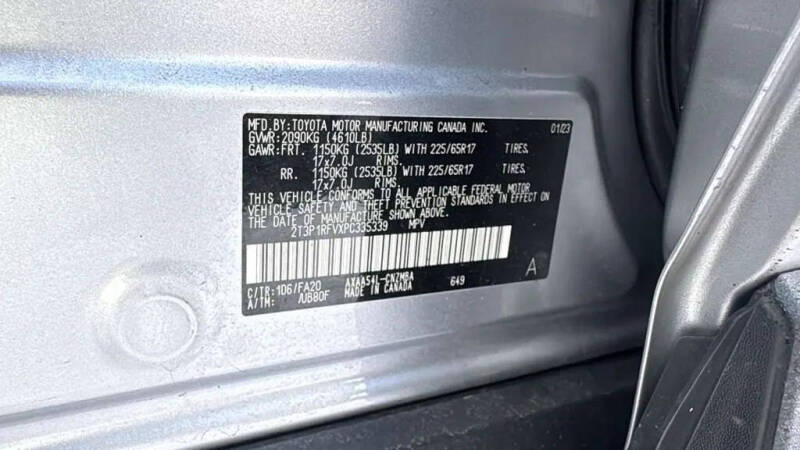 MFD.BY:TOYOTA MOTOR MANUFACTURING CANADA INC. 01/23
GVWR:2090KG (4610LB)
GAWR:FRT. 1150KG (2535LB) WITH 225/65R17 TIRES.
17x7.0J RIMS.
RR. 1150KG (2535LB) WITH 225/65R17 TIRES.
17x7.0J RIMS.
THIS VEHICLE CONFORMS TO ALL APPLICABLE FEDERAL MOTOR
VEHICLE SAFETY AND THEFT PREVENTION STANDARDS IN EFFECT ON
THE DATE OF MANUFACTURE SHOWN ABOVE.
2T3P1RFVXPC335339 MPV
A
C/TR:1D6/FA20 AXAA54L-CNZMBA 649
A/TM: /UB80F MADE IN CANADA